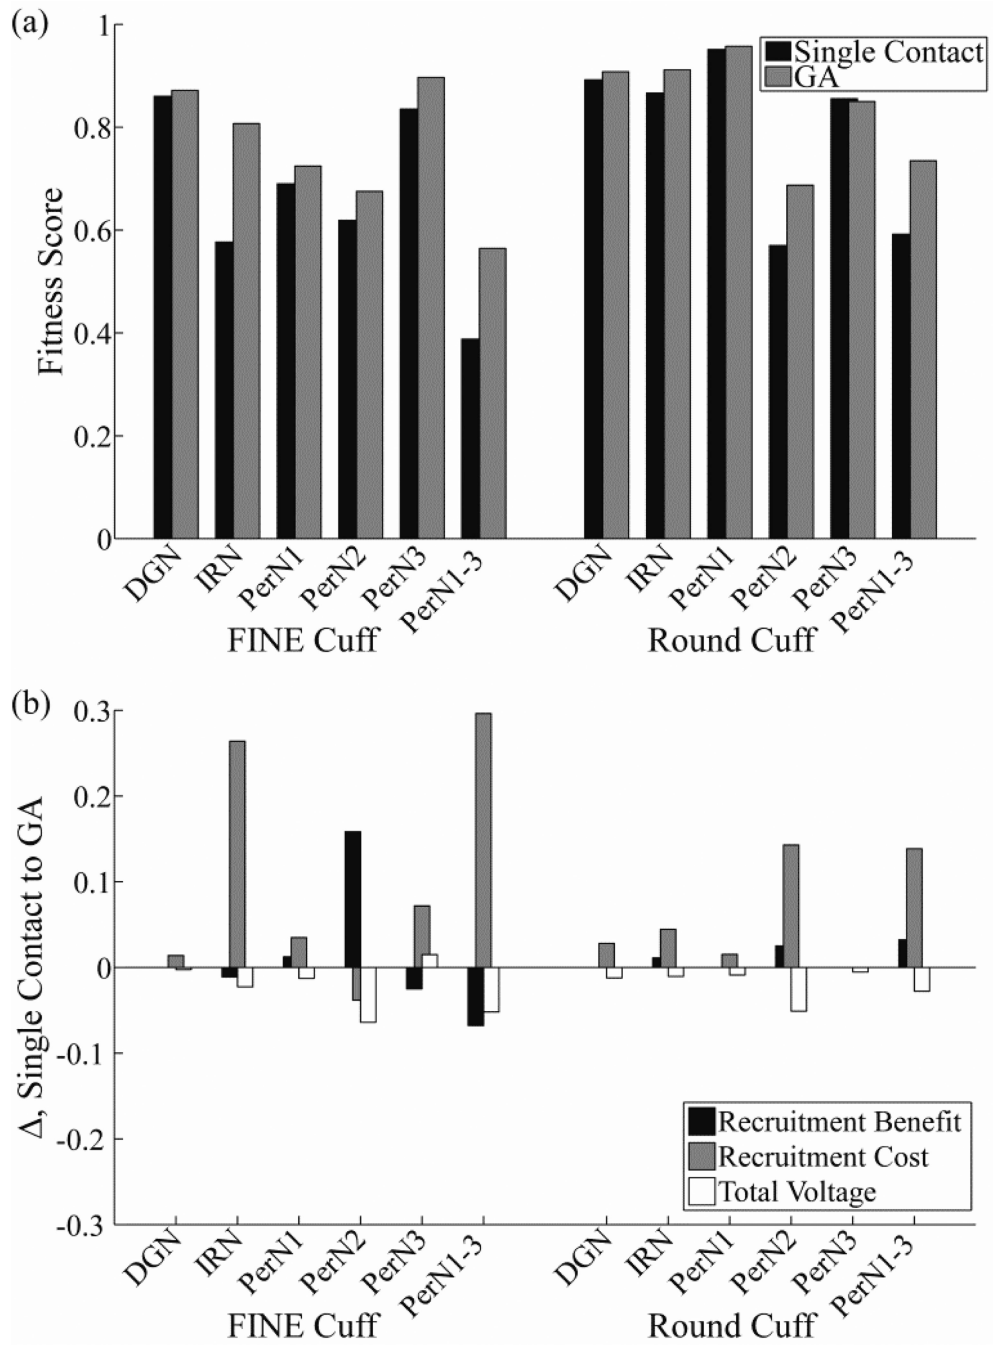 (a)
1
0.8
0.6
0.4
0.2
0
Fitness Score
Single Contact
GA
DGN
IRN
PerN1
PerN2
PerN3
PerN1-3
DGN
IRN
PerN1
PerN2
PerN3
PerN1-3
FINE Cuff
Round Cuff
(b)
0.3
0.2
0.1
0
-0.1
-0.2
-0.3
Δ, Single Contact to GA
Recruitment Benefit
Recruitment Cost
Total Voltage
DGN
IRN
PerN1
PerN2
PerN3
PerN1-3
DGN
IRN
PerN1
PerN2
PerN3
PerN1-3
FINE Cuff
Round Cuff